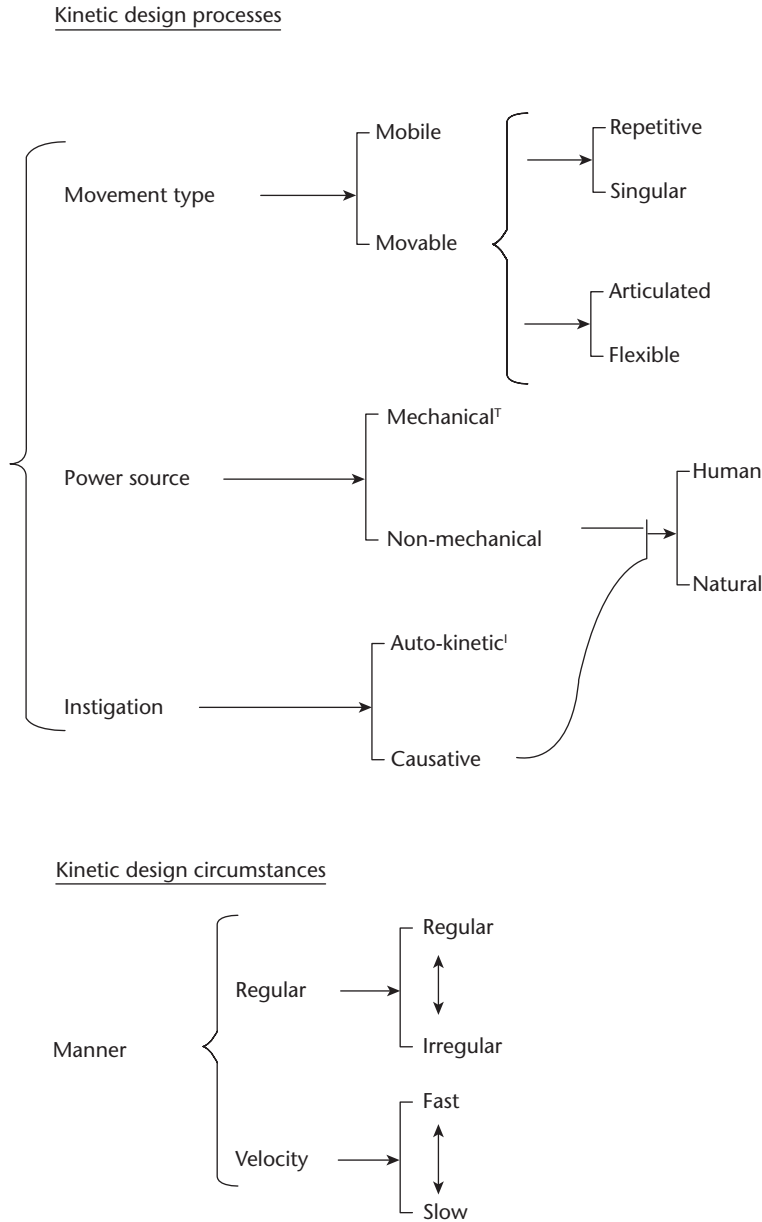 Kinetic design processes
Mobile
Repetitive
Movement type
Singular
Movable
Articulated
Flexible
Mechanicalᵀ
Power source
Human
Non-mechanical
Natural
Auto-kineticᴵ
Instigation
Causative
Kinetic design circumstances
Regular
Regular
Manner
Irregular
Fast
Velocity
Slow